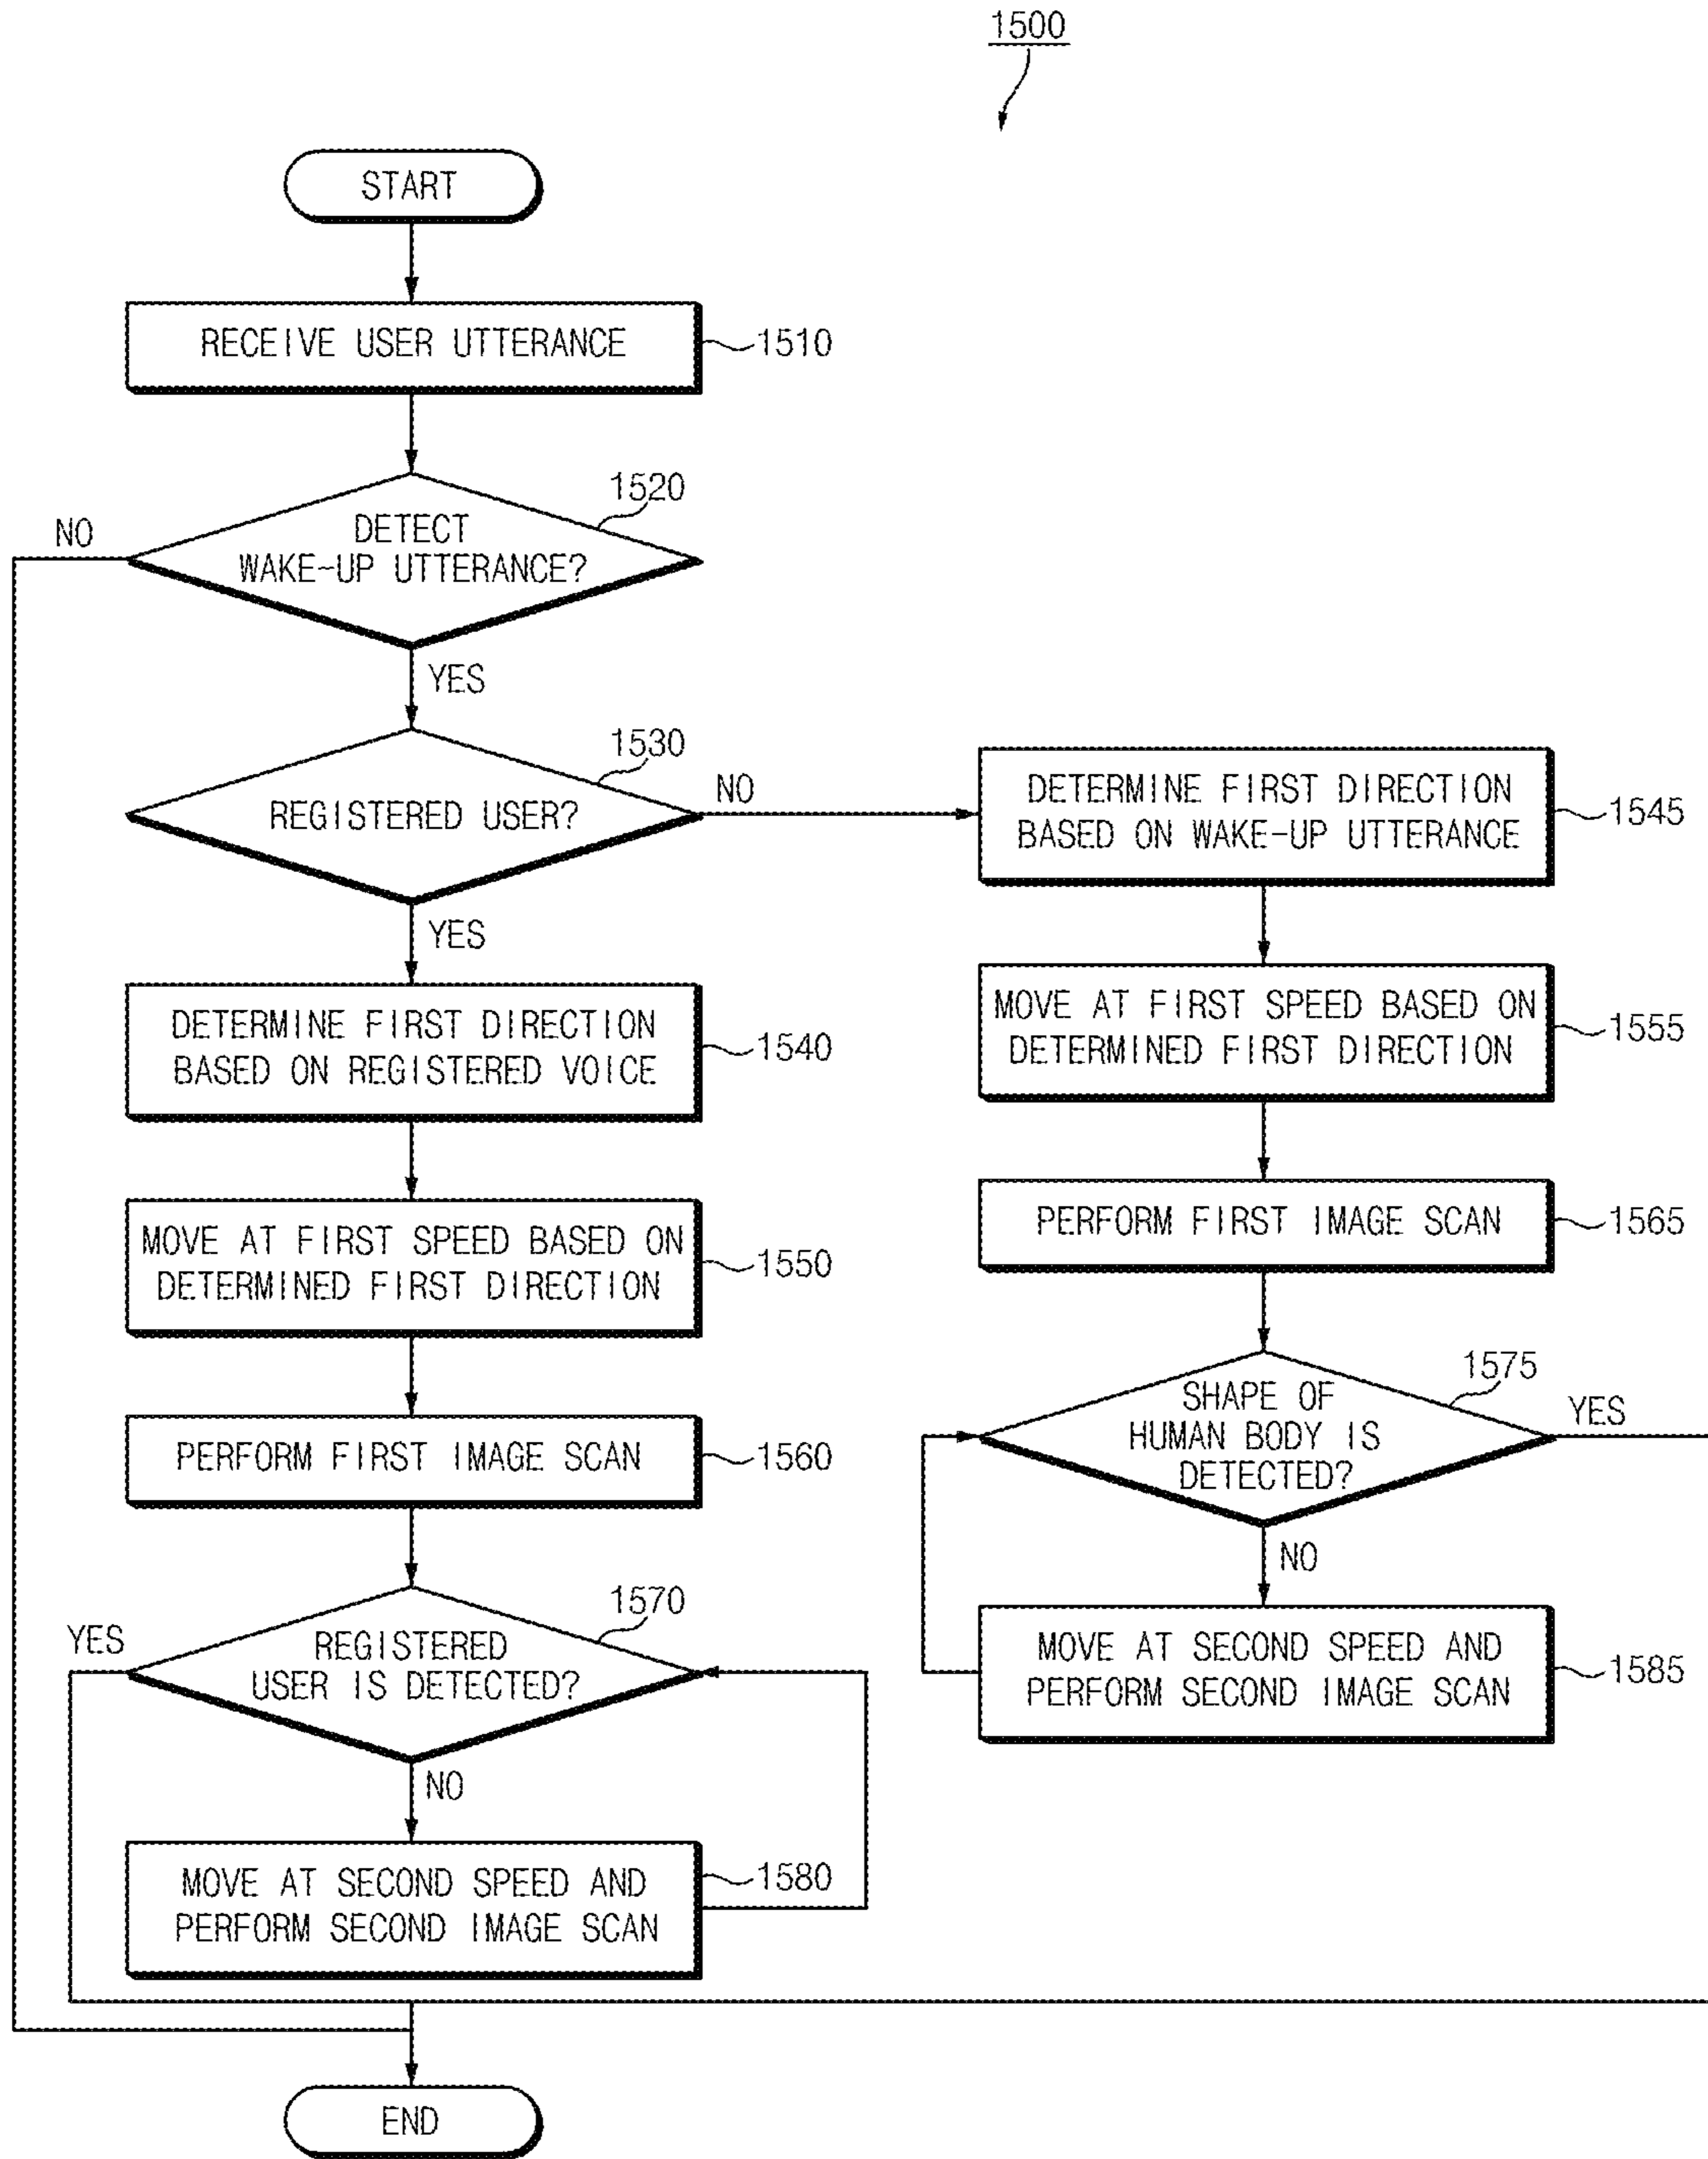 1500
START
RECEIVE USER UTTERANCE
1510
1520
DETECT
WAKE-UP UTTERANCE?
NO
YES
1530
REGISTERED USER?
NO
YES
DETERMINE FIRST DIRECTION
BASED ON WAKE-UP UTTERANCE
1545
DETERMINE FIRST DIRECTION
BASED ON REGISTERED VOICE
1540
MOVE AT FIRST SPEED BASED ON
DETERMINED FIRST DIRECTION
1555
MOVE AT FIRST SPEED BASED ON
DETERMINED FIRST DIRECTION
1550
PERFORM FIRST IMAGE SCAN
1565
PERFORM FIRST IMAGE SCAN
1560
1575
SHAPE OF
HUMAN BODY IS
DETECTED?
YES
NO
1570
REGISTERED
USER IS DETECTED?
YES
NO
MOVE AT SECOND SPEED AND
PERFORM SECOND IMAGE SCAN
1585
MOVE AT SECOND SPEED AND
PERFORM SECOND IMAGE SCAN
1580
END